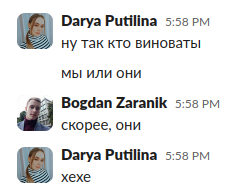 Darya Putilina 5:58 PM
ну так кто виноваты
мы или они
Bogdan Zaranik 5:58 PM
скорее, они
Darya Putilina 5:58 PM
хехе